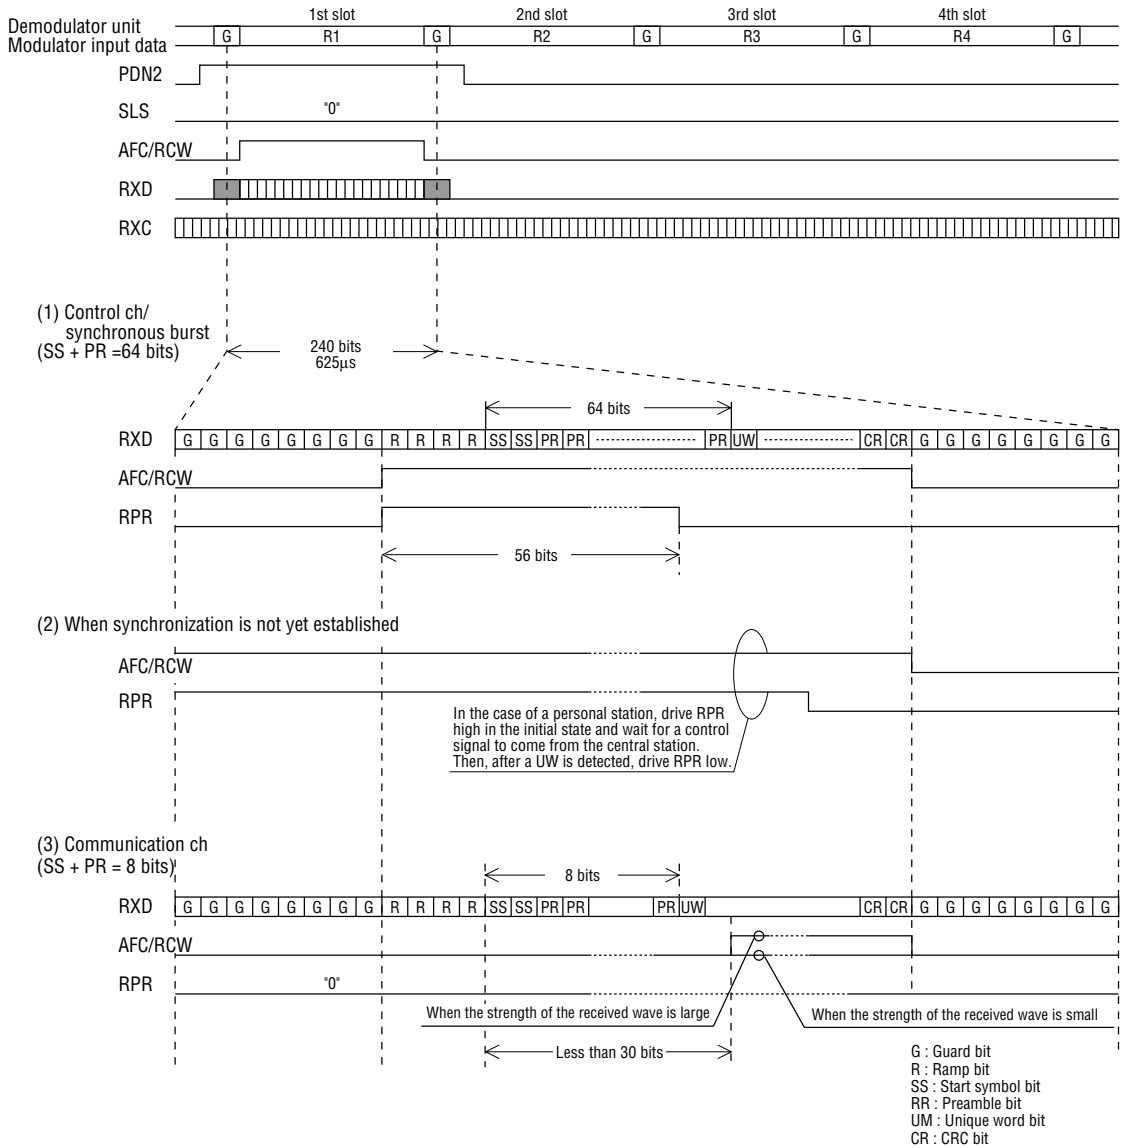 1st slot 2nd slot 3rd slot 4th slot
Demodulator unit
Modulator input data
G R1 G R2 G R3 G R4 G
PDN2
SLS "0"
AFC/RCW
RXD
RXC
(1) Control ch/
synchronous burst
(SS + PR =64 bits)
240 bits
625μs
64 bits
RXD G G G G G G G G R R R R SS SS PR PR PR UW CR CR G G G G G G G G
AFC/RCW
RPR
56 bits
(2) When synchronization is not yet established
AFC/RCW
RPR
In the case of a personal station, drive RPR
high in the initial state and wait for a control
signal to come from the central station.
Then, after a UW is detected, drive RPR low.
(3) Communication ch
(SS + PR = 8 bits)
8 bits
RXD G G G G G G G G R R R R SS SS PR PR PR UW CR CR G G G G G G G G
AFC/RCW
RPR "0"
When the strength of the received wave is large
When the strength of the received wave is small
Less than 30 bits
G : Guard bit
R : Ramp bit
SS : Start symbol bit
RR : Preamble bit
UM : Unique word bit
CR : CRC bit